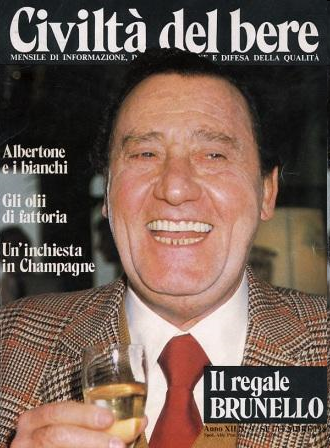 Civiltà del bere
MENSILE DI INFORMAZIONE, E DIFESA DELLA QUALITÀ
Albertone
e i bianchi
Gli olii
di fattoria
Un'inchiesta
in Champagne
Il regale
BRUNELLO
Anno XII